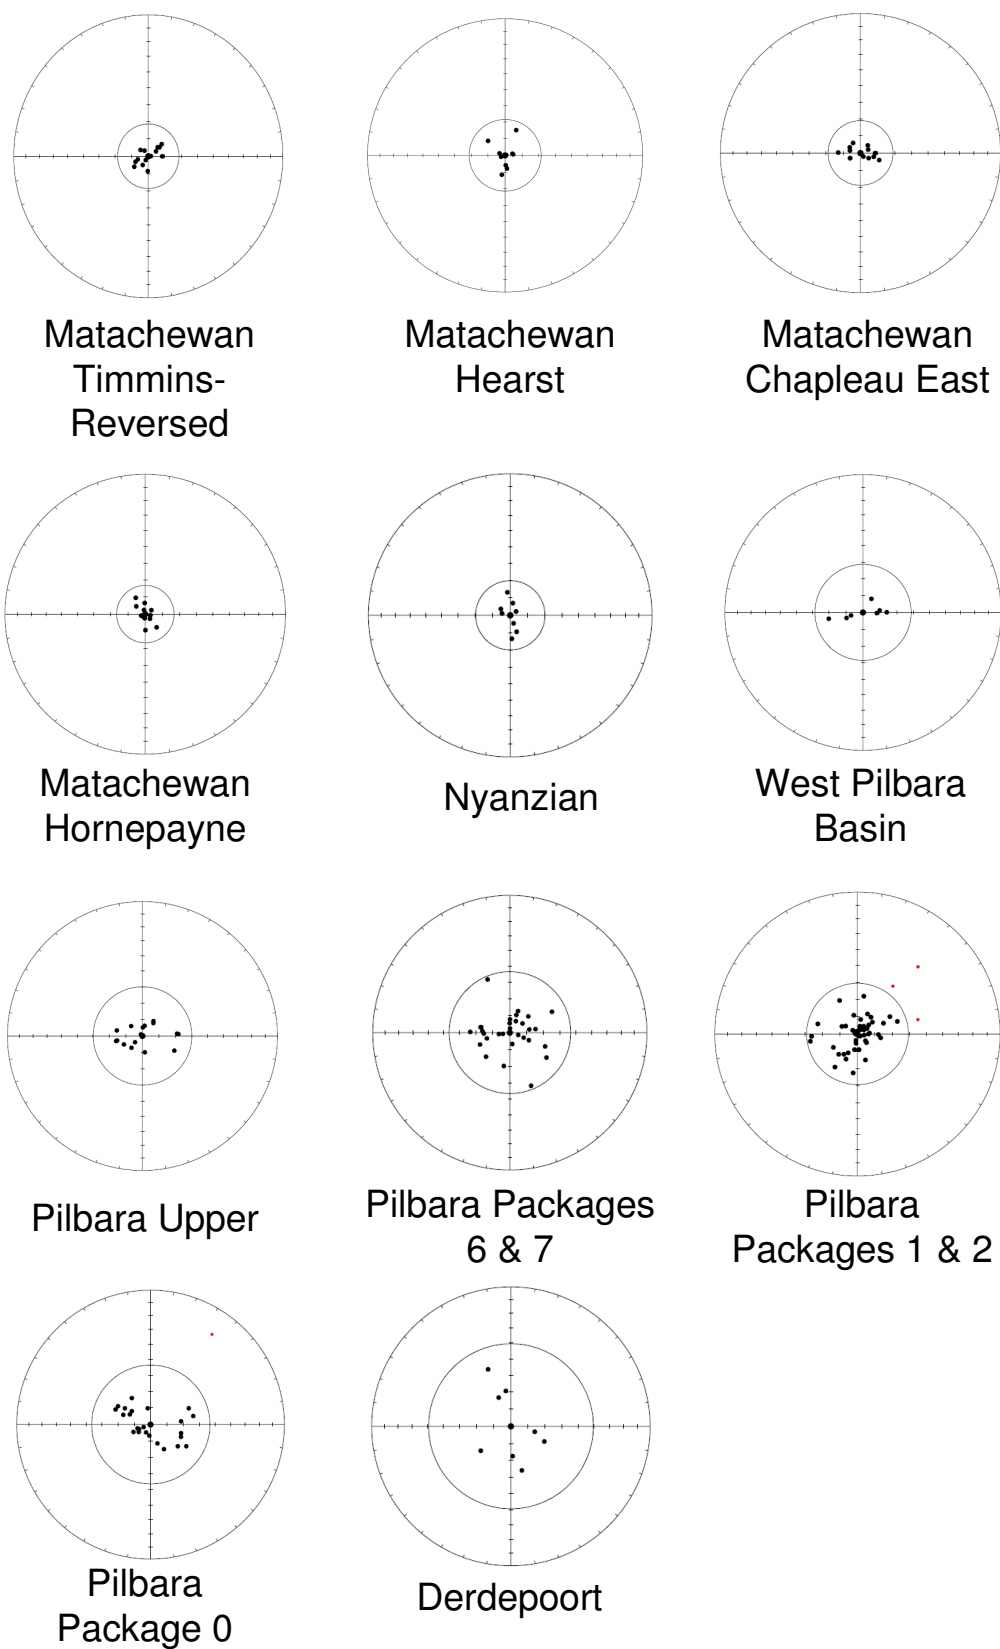 Matachewan
Timmins-
Reversed
Matachewan
Hearst
Matachewan
Chapleau East
Matachewan
Hornepayne
Nyanzian
West Pilbara
Basin
Pilbara Upper
Pilbara Packages
6 & 7
Pilbara
Packages 1 & 2
Pilbara
Package 0
Derdepoort